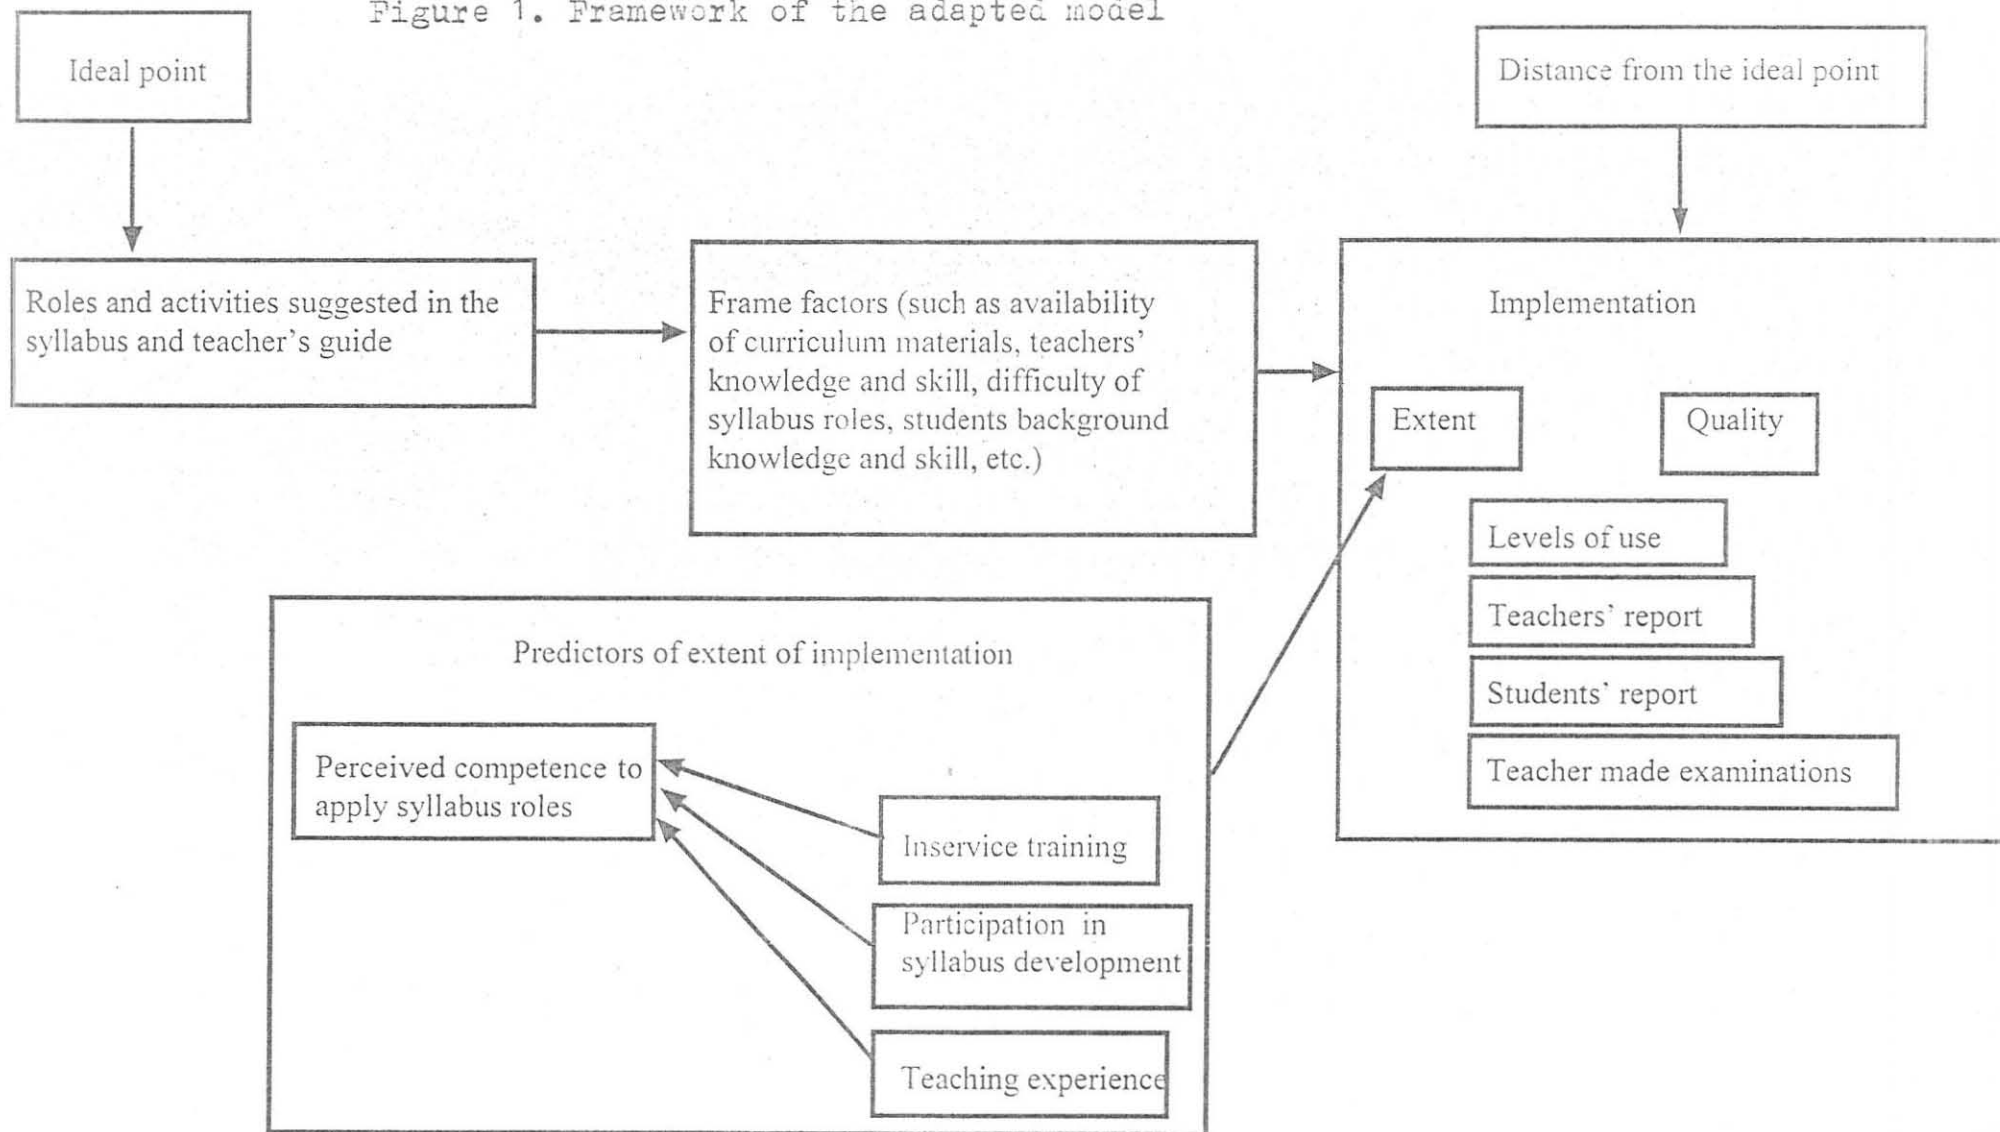 Figure 1. Framework of the adapted model
Ideal point
Distance from the ideal point
Roles and activities suggested in the
syllabus and teacher's guide
Frame factors (such as availability
of curriculum materials, teachers'
knowledge and skill, difficulty of
syllabus roles, students background
knowledge and skill, etc.)
Implementation
Extent
Quality
Levels of use
Teachers' report
Students' report
Teacher made examinations
Predictors of extent of implementation
Perceived competence to
apply syllabus roles
Inservice training
Participation in
syllabus development
Teaching experience